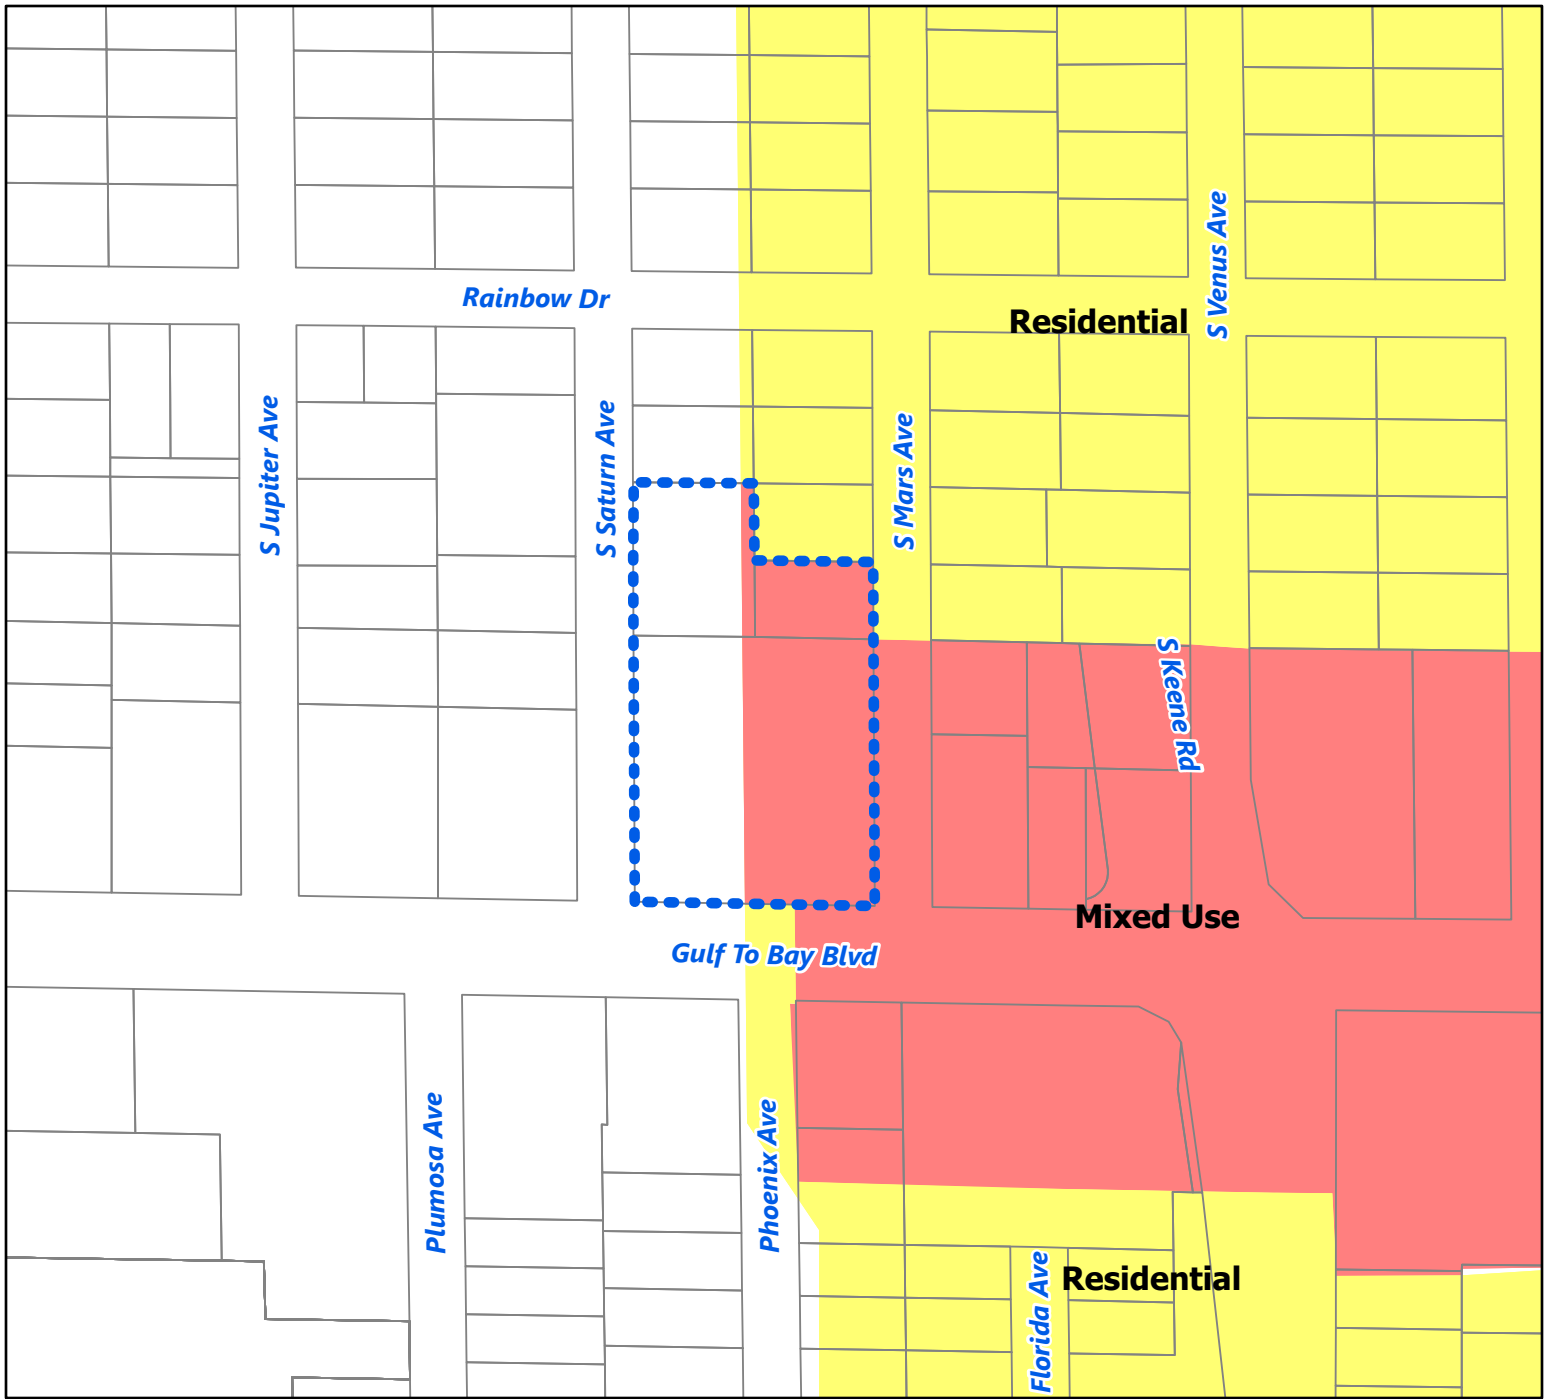 S Venus Ave
Rainbow Dr
Residential
S Jupiter Ave
S Saturn Ave
S Mars Ave
S Keene Rd
Mixed Use
Gulf To Bay Blvd
Plumosa Ave
Phoenix Ave
Florida Ave
Residential